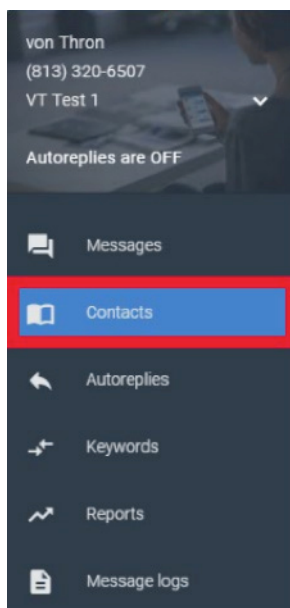 von Thron
(813) 320-6507
VT Test 1
Autoreplies are OFF
Messages
Contacts
Autoreplies
Keywords
Reports
Message logs